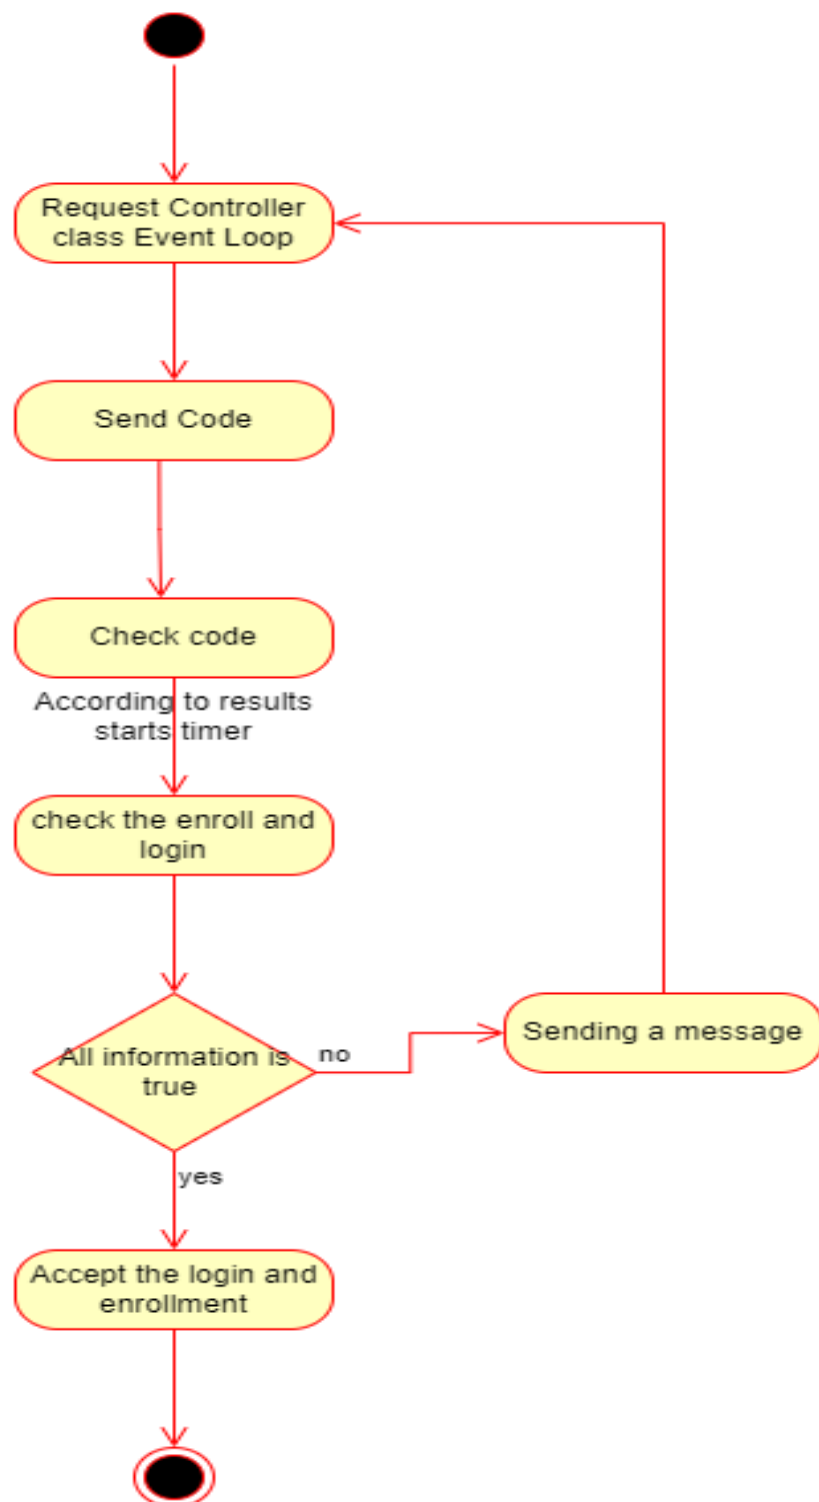 Request Controller
class Event Loop
Send Code
Check code
According to results
starts timer
check the enroll and
login
All information is
true
no
Sending a message
yes
Accept the login and
enrollment